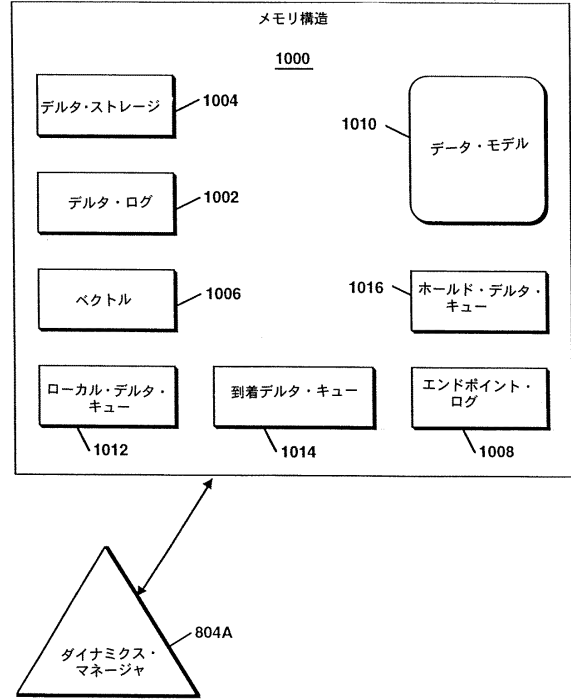 メモリ構造
1000
デルタ・ストレージ
1004
1010
データ・モデル
デルタ・ログ
1002
ベクトル
1006
1016
ホールド・デルタ・
キュー
ローカル・デルタ・
キュー
1012
到着デルタ・キュー
1014
エンドポイント・
ログ
1008
804A
ダイナミクス・
マネージャ